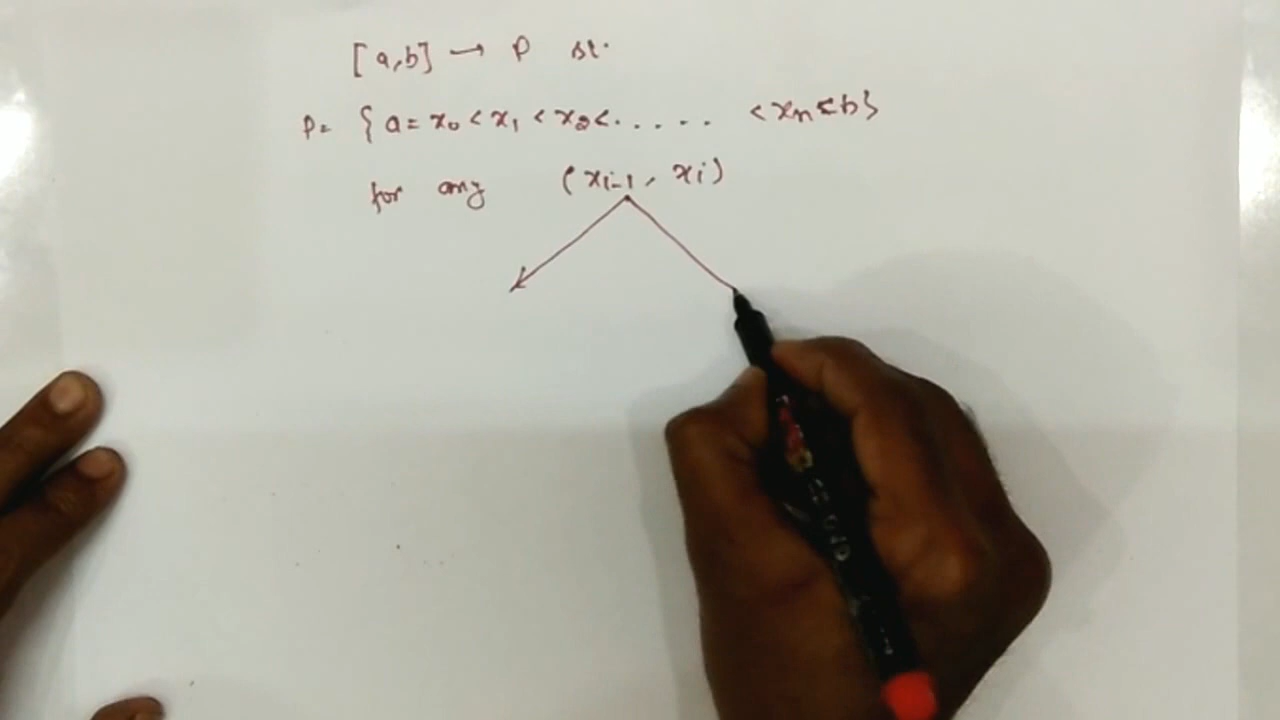 [a,b] → P st.
P= {a = x₀ < x₁ < x₂ < ..... < xₙ = b}
for any (xᵢ₋₁, xᵢ)